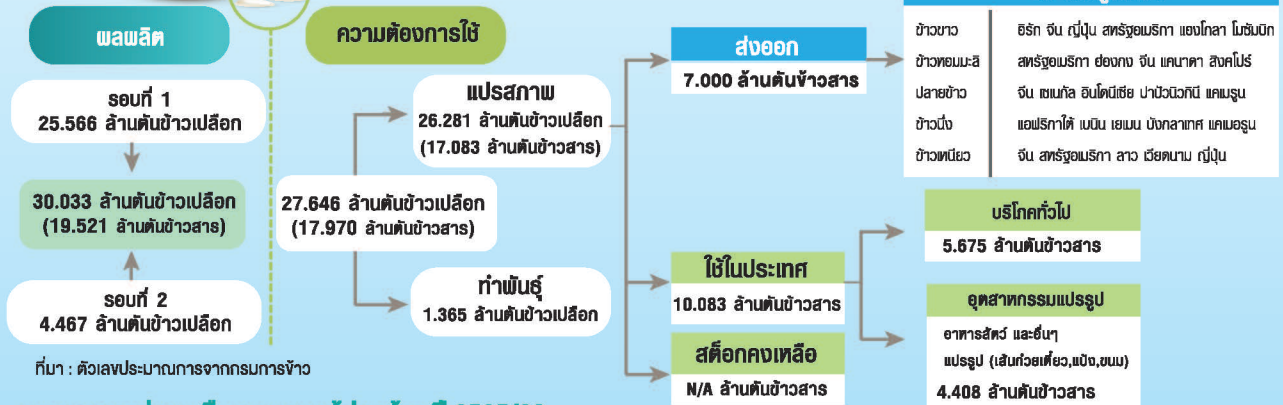 ผลผลิต
รอบที่ 1
25.566 ล้านตันข้าวเปลือก
30.033 ล้านตันข้าวเปลือก
(19.521 ล้านตันข้าวสาร)
รอบที่ 2
4.467 ล้านตันข้าวเปลือก
ที่มา : ตัวเลขประมาณการจากกรมการข้าว
ความต้องการใช้
27.646 ล้านตันข้าวเปลือก
(17.970 ล้านตันข้าวสาร)
แปรสภาพ
26.281 ล้านตันข้าวเปลือก
(17.083 ล้านตันข้าวสาร)
ทำพันธุ์
1.365 ล้านตันข้าวเปลือก
ส่งออก
7.000 ล้านตันข้าวสาร
ข้าวขาว อิรัก จีน ญี่ปุ่น สหรัฐอเมริกา แองโกลา โมซัมบิก
ข้าวหอมมะลิ สหรัฐอเมริกา ฮ่องกง จีน แคนาดา สิงคโปร์
ปลายข้าว จีน เซเนกัล อินโดนีเซีย ปาปัวนิวกินี แคเมรูน
ข้าวนึ่ง แอฟริกาใต้ เบนิน เยเมน บังกลาเทศ แคเมอรูน
ข้าวเหนียว จีน สหรัฐอเมริกา ลาว เวียดนาม ญี่ปุ่น
ใช้ในประเทศ
10.083 ล้านตันข้าวสาร
สต็อกคงเหลือ
N/A ล้านตันข้าวสาร
บริโภคทั่วไป
5.675 ล้านตันข้าวสาร
อุตสาหกรรมแปรรูป
อาหารสัตว์ และอื่นๆ
แปรรูป (เส้นก๋วยเตี๋ยว,แป้ง,ขนม)
4.408 ล้านตันข้าวสาร